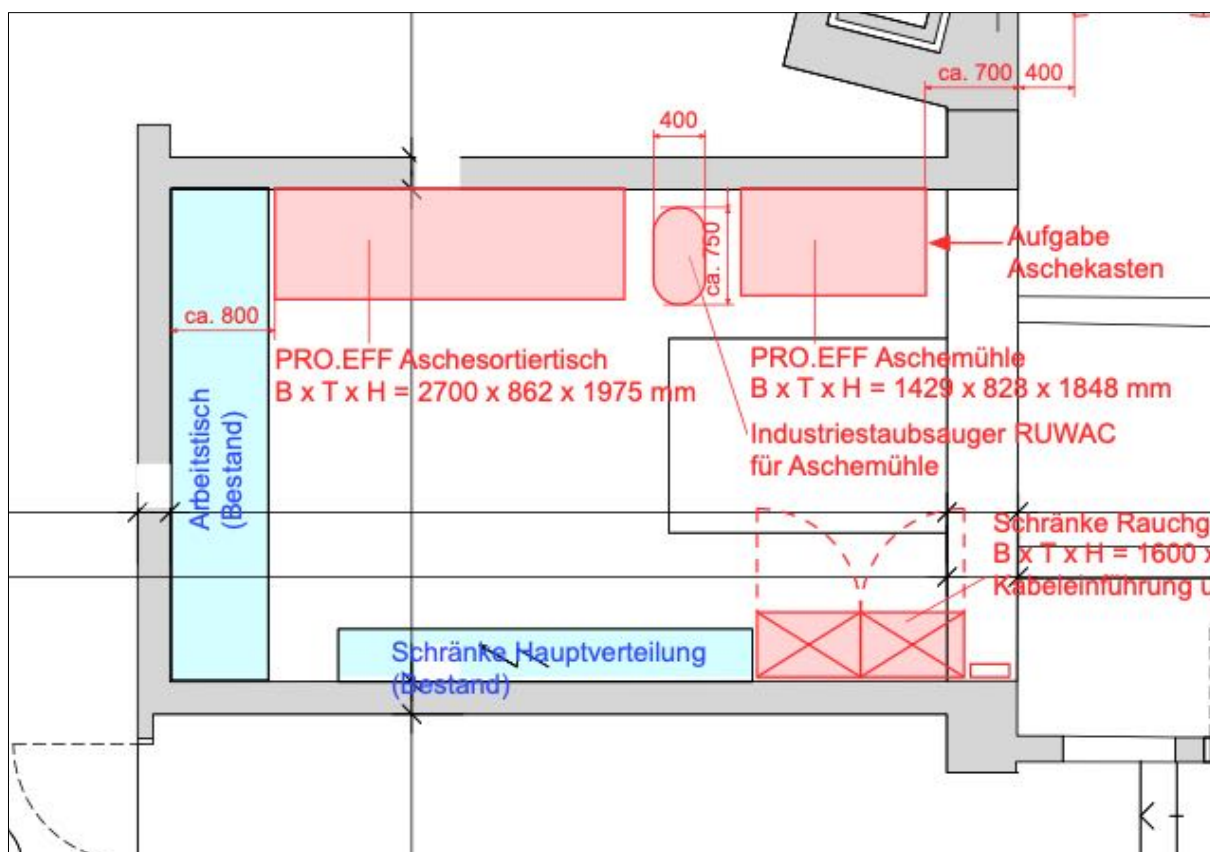 ca. 700
400
400
ca. 750
Aufgabe
Aschekasten
ca. 800
PRO.EFF Aschesortiertisch
B x T x H = 2700 x 862 x 1975 mm
PRO.EFF Aschemühle
B x T x H = 1429 x 828 x 1848 mm
Industriestaubsauger RUWAC
für Aschemühle
Arbeitstisch
(Bestand)
Schränke Rauchg
B x T x H = 1600 x
Kabeleinführung u
Schränke Hauptverteilung
(Bestand)